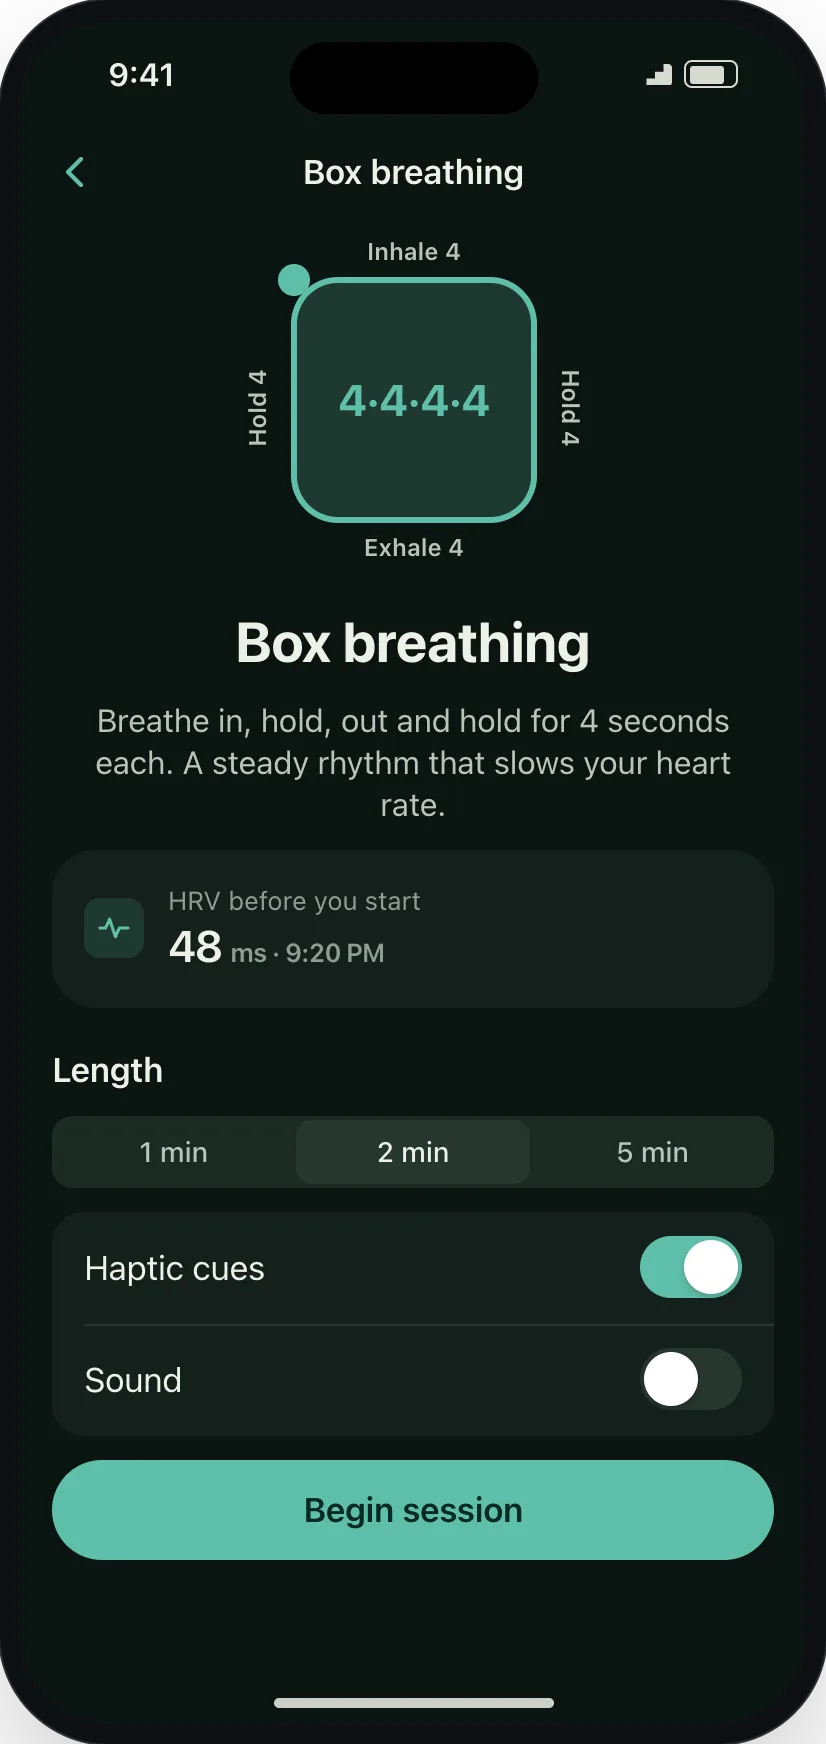 9:41
Box breathing
Inhale 4
Hold 4
4·4·4·4
Hold 4
Exhale 4
Box breathing
Breathe in, hold, out and hold for 4 seconds
each. A steady rhythm that slows your heart
rate.
HRV before you start
48 ms · 9:20 PM
Length
1 min
2 min
5 min
Haptic cues
Sound
Begin session